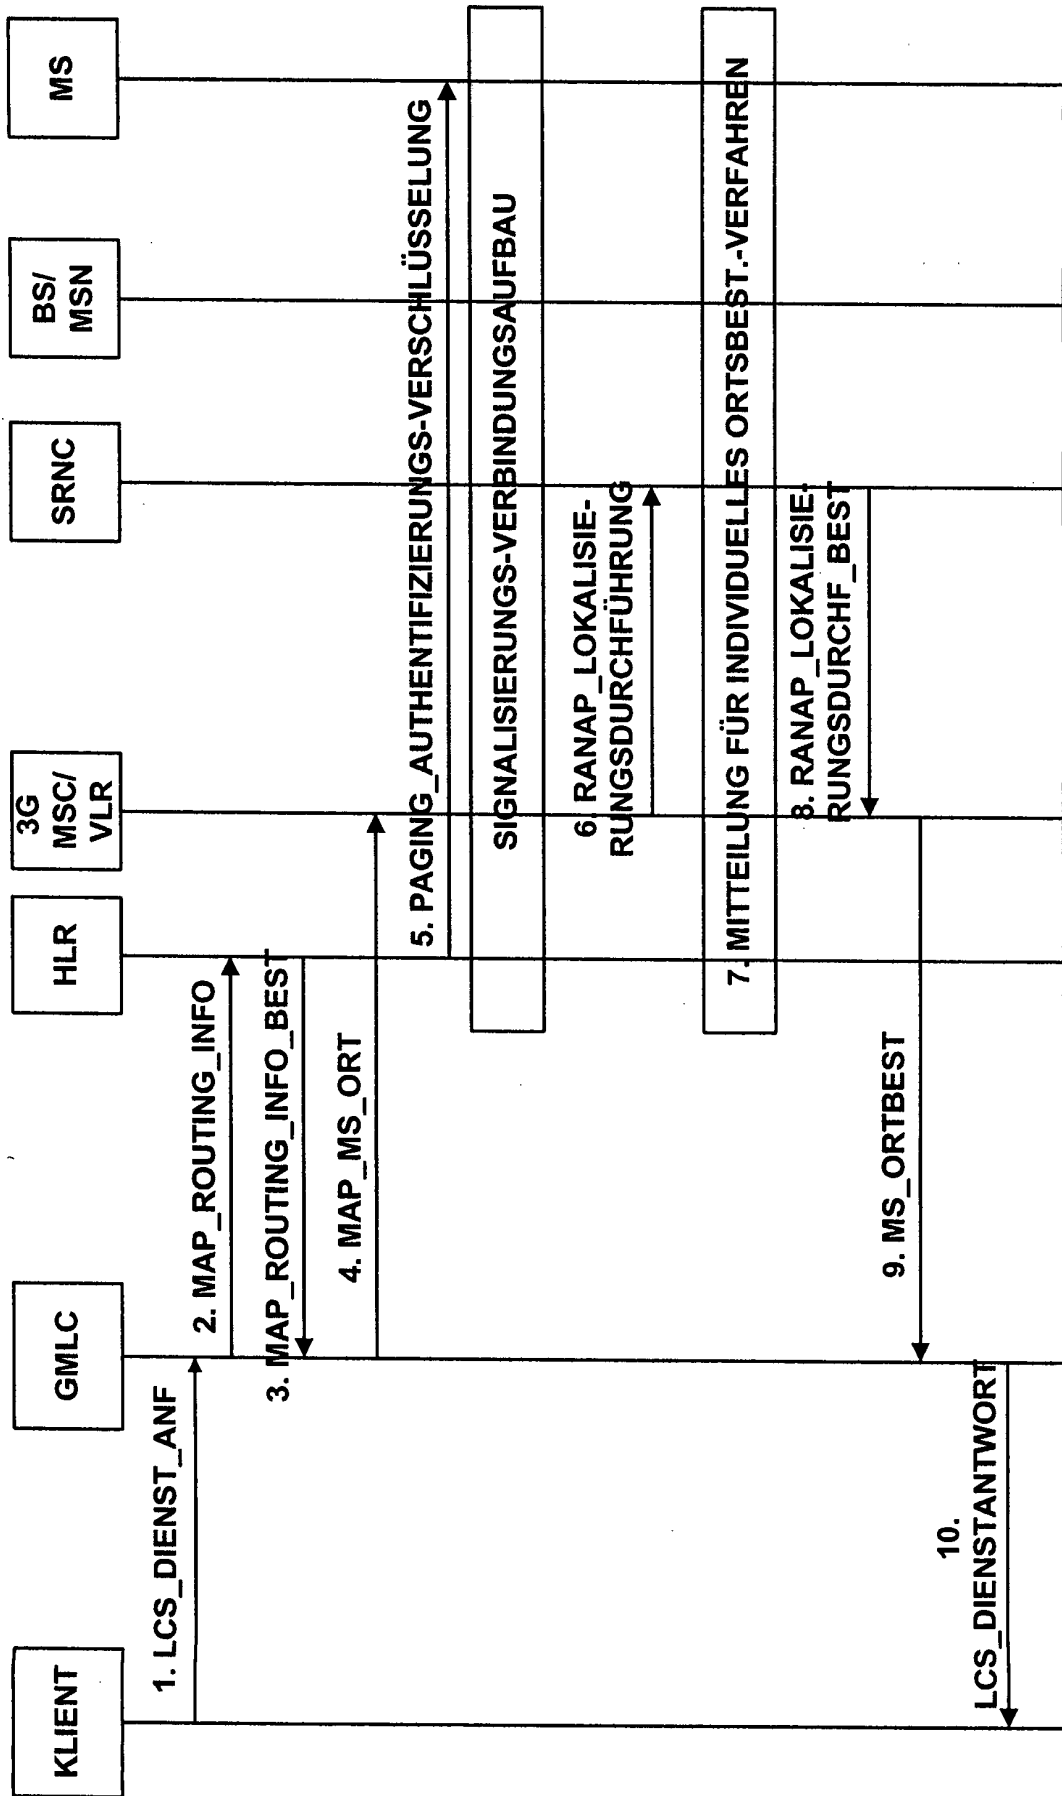 KLIENT
GMLC
HLR
3G
MSC/
VLR
SRNC
BS/
MSN
MS
1. LCS_DIENST_ANF
2. MAP_ROUTING_INFO
3. MAP_ROUTING_INFO_BEST
4. MAP_MS_ORT
5. PAGING_AUTHENTIFIZIERUNGS-VERSCHLÜSSELUNG
SIGNALISIERUNGS-VERBINDUNGSAUFBAU
6. RANAP_LOKALISIE-
RUNGSDURCHFÜHRUNG
7. MITTEILUNG FÜR INDIVIDUELLES ORTSBEST.-VERFAHREN
8. RANAP_LOKALISIE-
RUNGSDURCHF_BEST
9. MS_ORTBEST
10.
LCS_DIENSTANTWORT